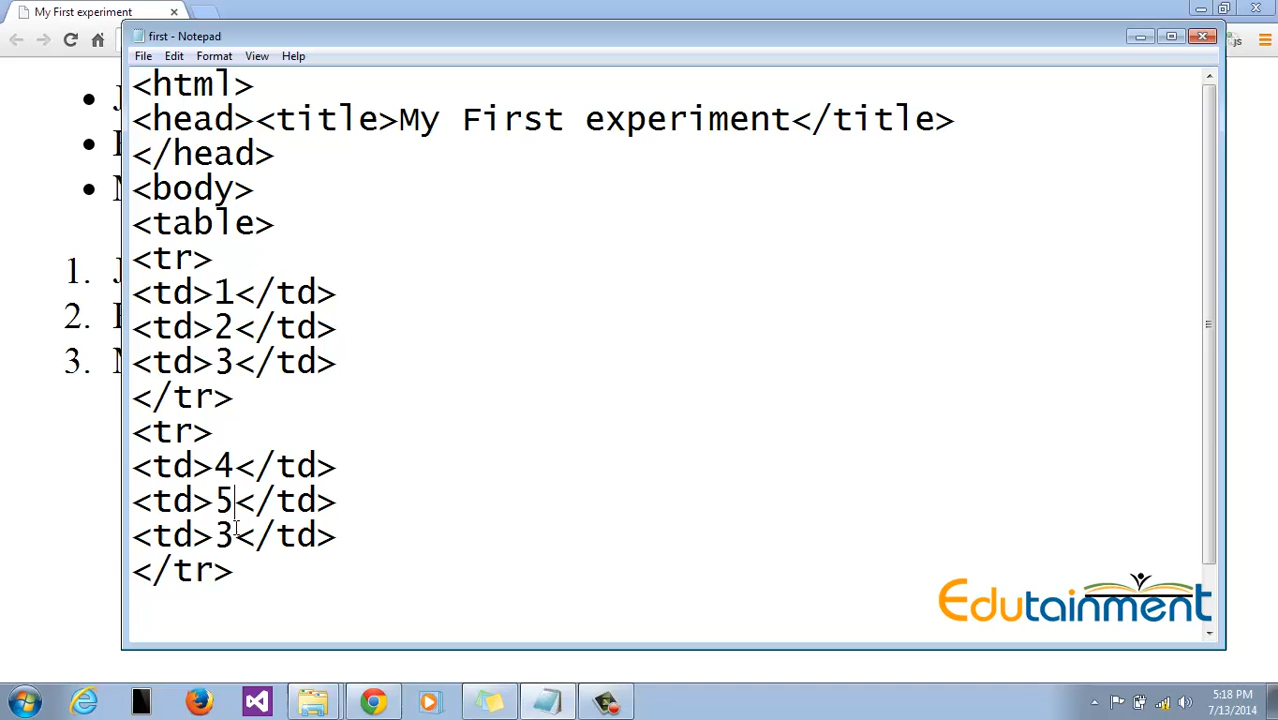 My First experiment
first - Notepad
File Edit Format View Help
<html>
<head><title>My First experiment</title>
</head>
<body>
<table>
<tr>
<td>1</td>
<td>2</td>
<td>3</td>
</tr>
<tr>
<td>4</td>
<td>5</td>
<td>3</td>
</tr>
1.
2.
3.
js
Edutainment
5:18 PM
7/13/2014